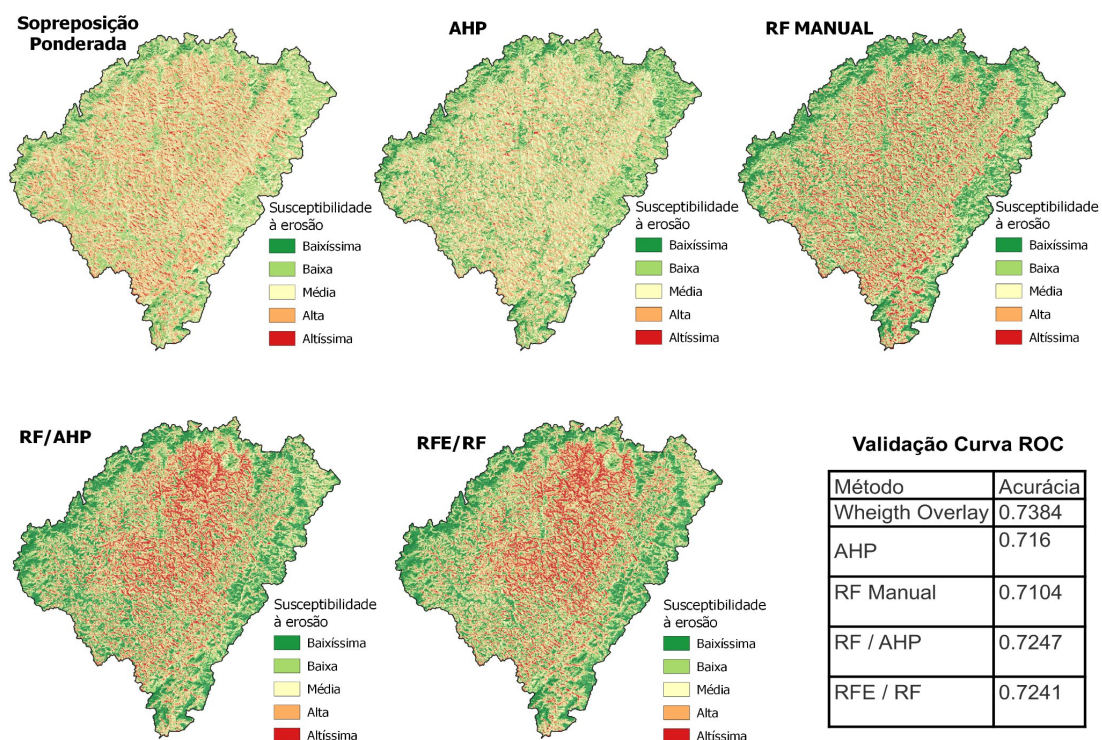 Sopreposição
Ponderada
Susceptibilidade
à erosão
Baixíssima
Baixa
Média
Alta
Altíssima
AHP
Susceptibilidade
à erosão
Baixíssima
Baixa
Média
Alta
Altíssima
RF MANUAL
Susceptibilidade
à erosão
Baixíssima
Baixa
Média
Alta
Altíssima
RF/AHP
Susceptibilidade
à erosão
Baixíssima
Baixa
Média
Alta
Altíssima
RFE/RF
Susceptibilidade
à erosão
Baixíssima
Baixa
Média
Alta
Altíssima
Validação Curva ROC
Método Acurácia
Wheigth Overlay 0.7384
AHP 0.716
RF Manual 0.7104
RF / AHP 0.7247
RFE / RF 0.7241